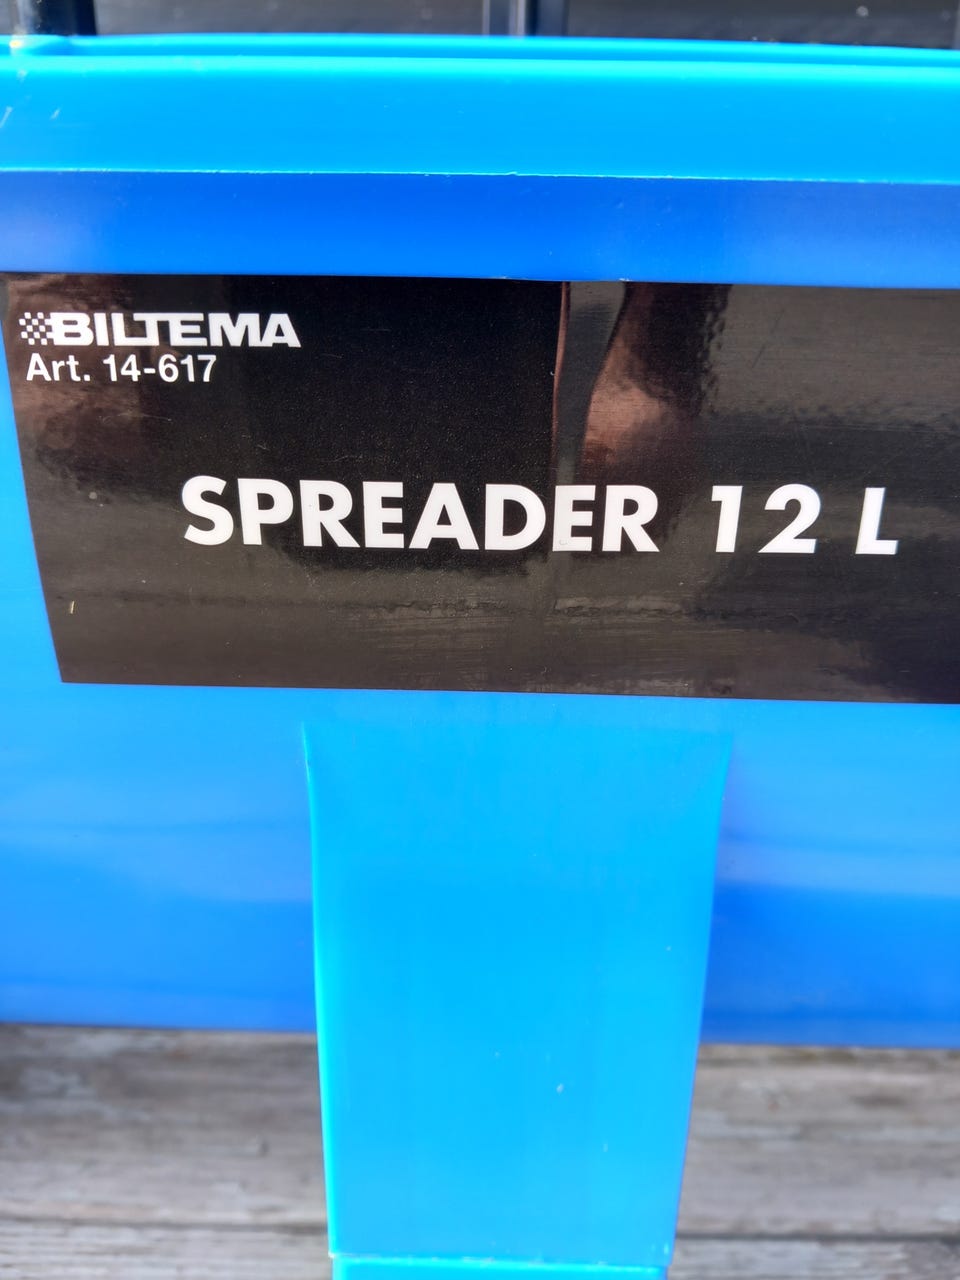 BILTEMA
Art. 14-617
SPREADER 12 L